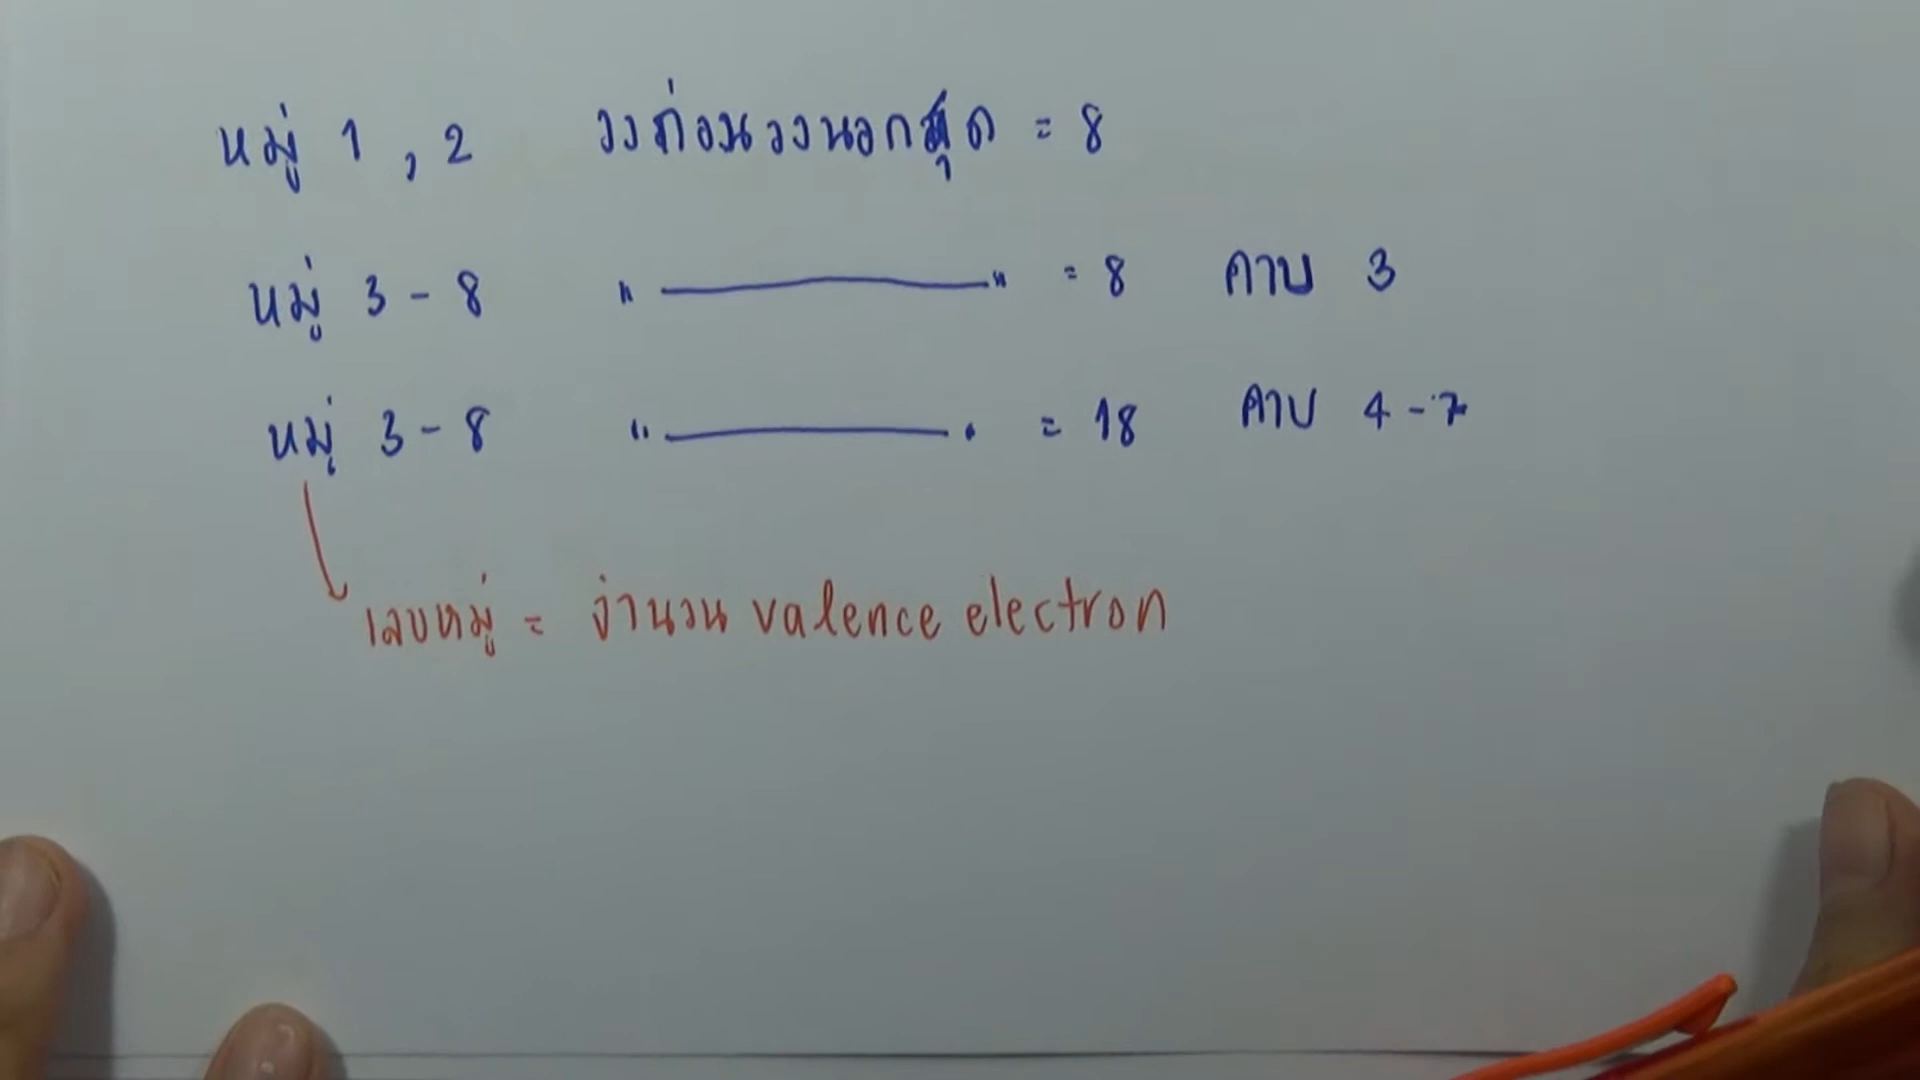 หมู่ 1 , 2 วงก่อนวงนอกสุด = 8
หมู่ 3 - 8 " ——— " = 8 คาบ 3
หมู่ 3 - 8 " ——— " = 18 คาบ 4 - 7
เลขหมู่ = จำนวน valence electron